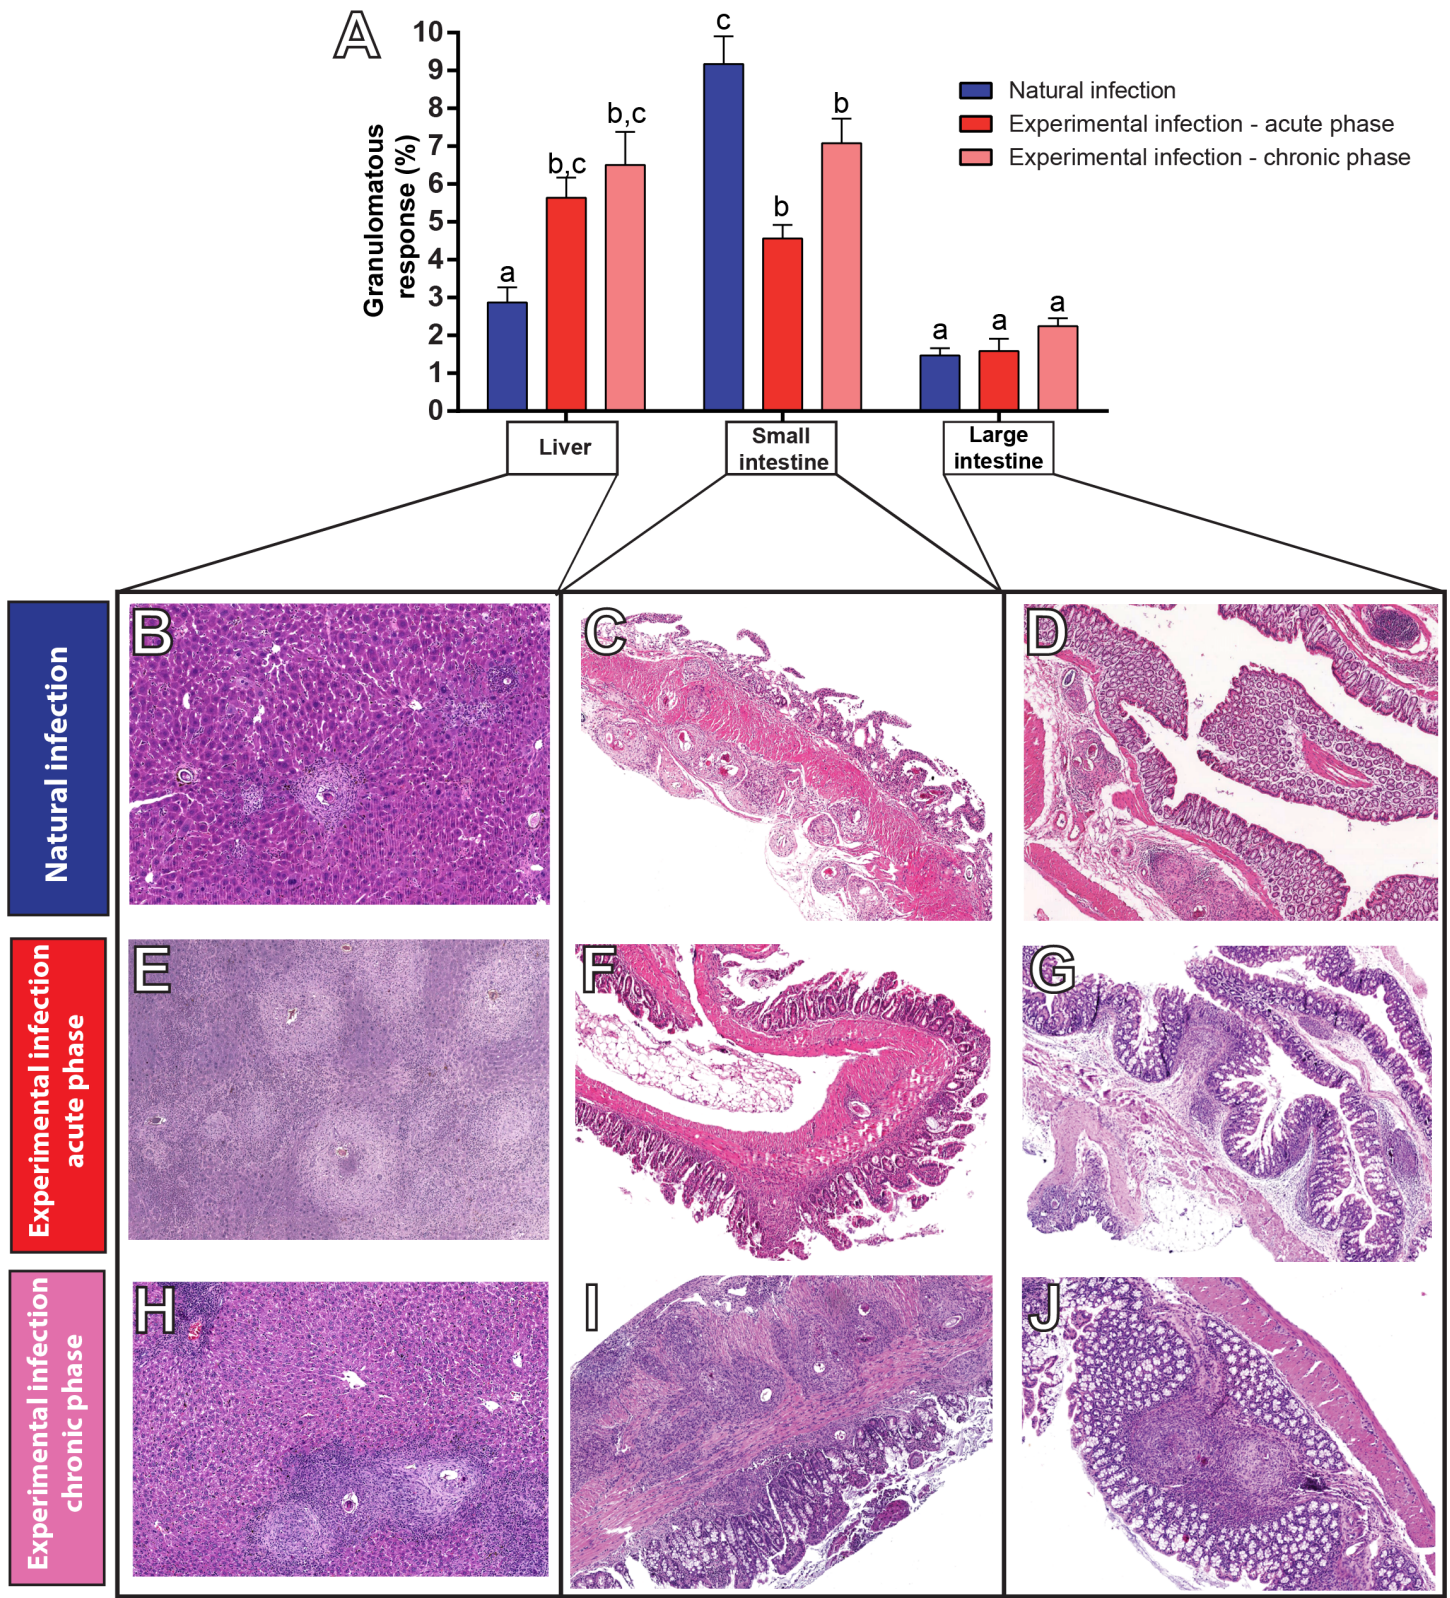 A
Granulomatous
response (%)
10
9
8
7
6
5
4
3
2
1
0
a
b,c
b,c
c
b
b
a
a
a
Natural infection
Experimental infection - acute phase
Experimental infection - chronic phase
Liver
Small
intestine
Large
intestine
Natural infection
B
C
D
Experimental infection
acute phase
E
F
G
Experimental infection
chronic phase
H
I
J